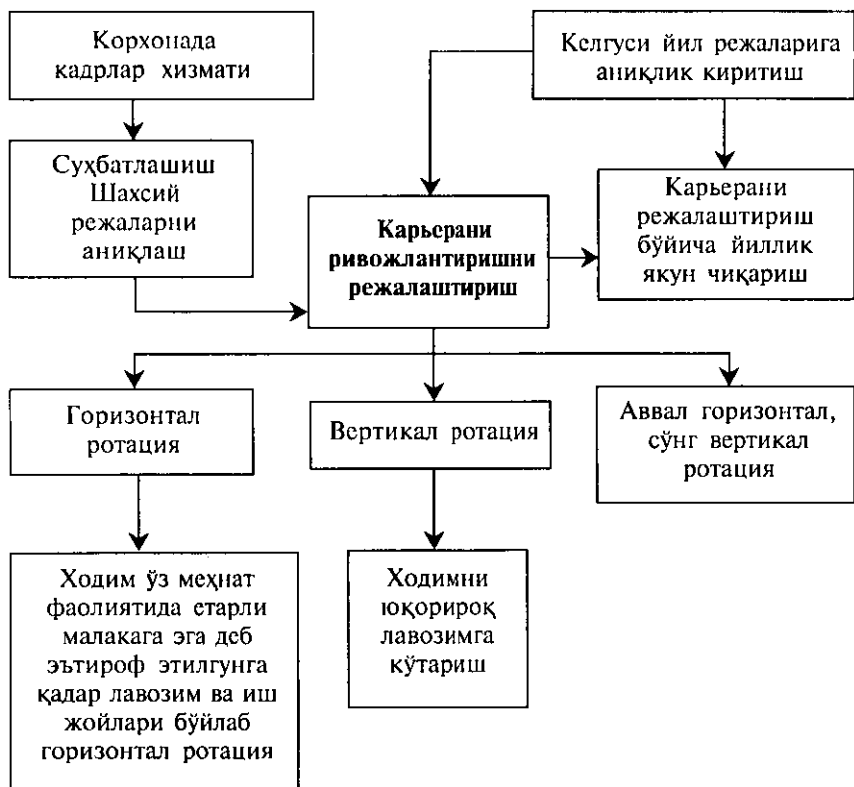 Корхонада
кадрлар хизмати
Келгуси йил режаларига
аниқлик киритиш
Суҳбатлашиш
Шахсий
режаларни
аниқлаш
Карьерани
ривожлантиришни
режалаштириш
Карьерани
режалаштириш
бўйича йиллик
якун чиқариш
Горизонтал
ротация
Вертикал ротация
Аввал горизонтал,
сўнг вертикал
ротация
Ходим ўз меҳнат
фаолиятида етарли
малакага эга деб
эътироф этилгунга
қадар лавозим ва иш
жойлари бўйлаб
горизонтал ротация
Ходимни
юқорироқ
лавозимга
кўтариш